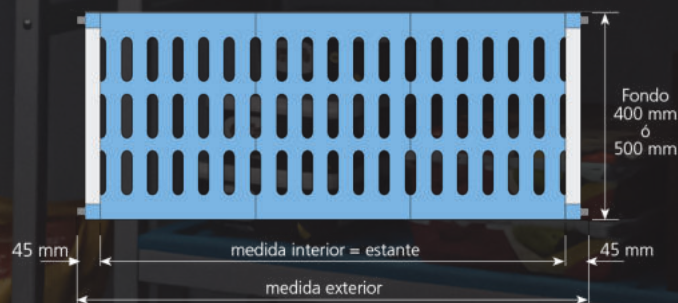 Fondo
400 mm
ó
500 mm
45 mm
medida interior = estante
45 mm
medida exterior